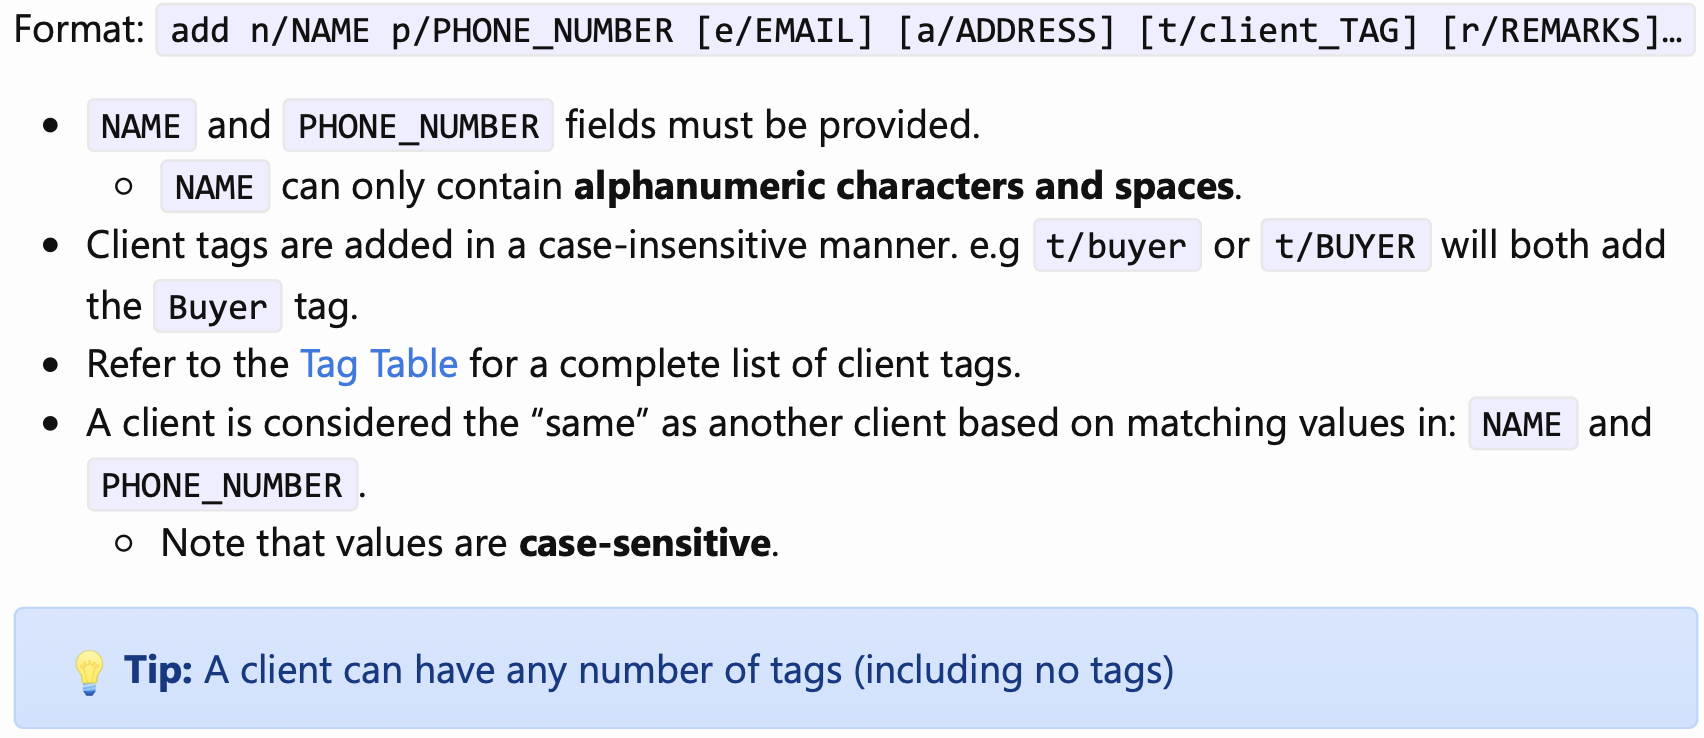 Format: add n/NAME p/PHONE_NUMBER [e/EMAIL] [a/ADDRESS] [t/client_TAG] [r/REMARKS]…
• NAME and PHONE_NUMBER fields must be provided.
○ NAME can only contain alphanumeric characters and spaces.
• Client tags are added in a case-insensitive manner. e.g t/buyer or t/BUYER will both add
the Buyer tag.
• Refer to the Tag Table for a complete list of client tags.
• A client is considered the “same” as another client based on matching values in: NAME and
PHONE_NUMBER.
○ Note that values are case-sensitive.
💡 Tip: A client can have any number of tags (including no tags)